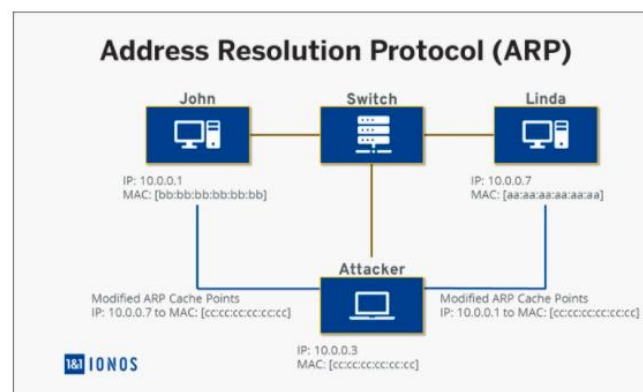 Address Resolution Protocol (ARP)
John
Switch
Linda
IP: 10.0.0.1
MAC: [bb:bb:bb:bb:bb:bb]
IP: 10.0.0.7
MAC: [aa:aa:aa:aa:aa:aa]
Attacker
Modified ARP Cache Points
IP: 10.0.0.7 to MAC: [cc:cc:cc:cc:cc:cc]
Modified ARP Cache Points
IP: 10.0.0.1 to MAC: [cc:cc:cc:cc:cc:cc]
IP: 10.0.0.3
MAC: [cc:cc:cc:cc:cc:cc]
1&1 IONOS